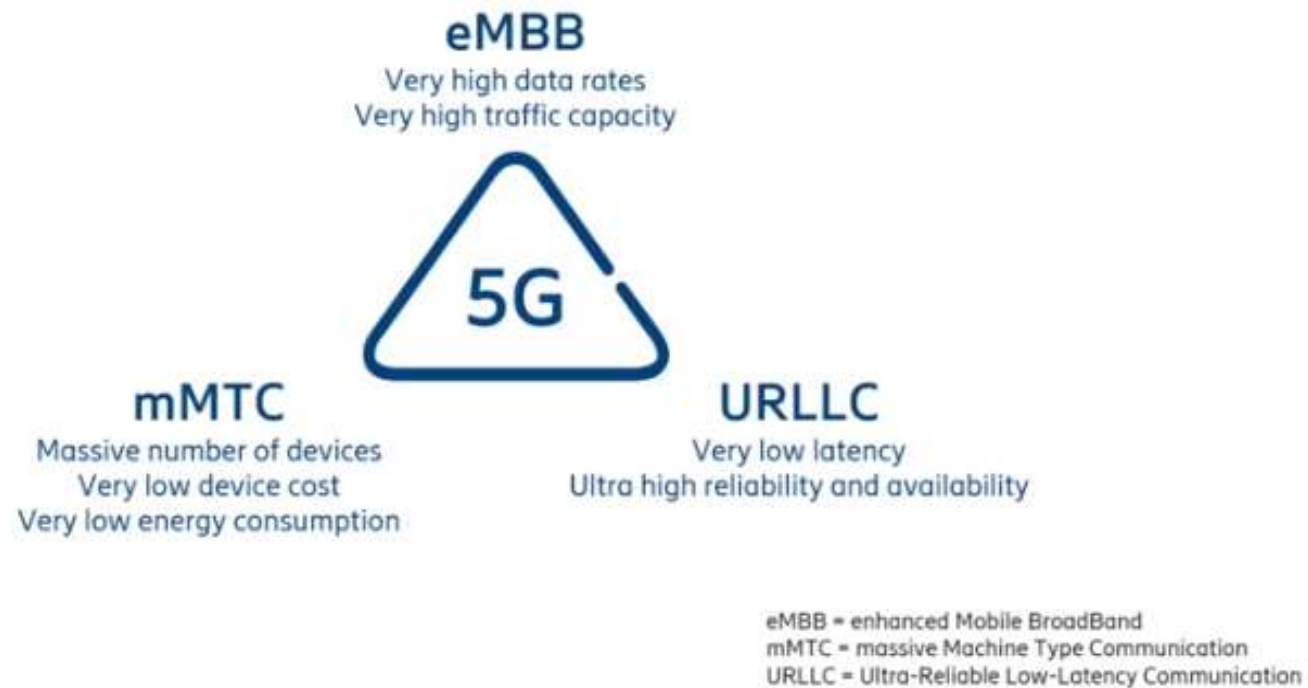 eMBB
Very high data rates
Very high traffic capacity
5G
mMTC
Massive number of devices
Very low device cost
Very low energy consumption
URLLC
Very low latency
Ultra high reliability and availability
eMBB = enhanced Mobile BroadBand
mMTC = massive Machine Type Communication
URLLC = Ultra-Reliable Low-Latency Communication